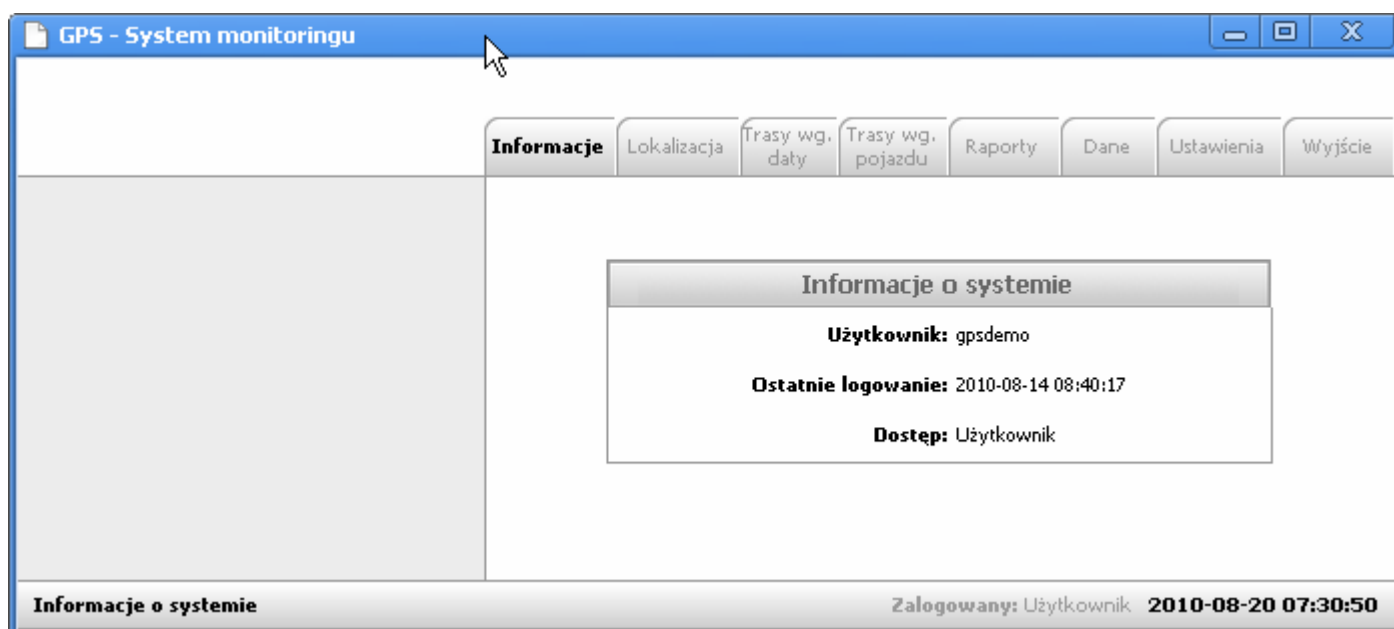 GPS - System monitoringu
Informacje
Lokalizacja
Trasy wg.
daty
Trasy wg.
pojazdu
Raporty
Dane
Ustawienia
Wyjście
Informacje o systemie
Użytkownik: gpsdemo
Ostatnie logowanie: 2010-08-14 08:40:17
Dostęp: Użytkownik
Informacje o systemie
Zalogowany: Użytkownik 2010-08-20 07:30:50